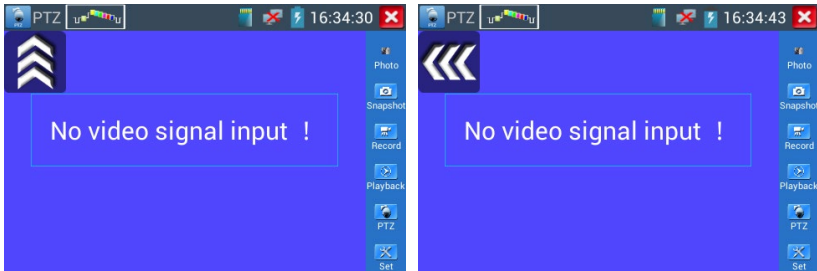 PTZ 16:34:30
Photo
Snapshot
No video signal input !
Record
Playback
PTZ
Set
PTZ 16:34:43
Photo
Snapshot
No video signal input !
Record
Playback
PTZ
Set